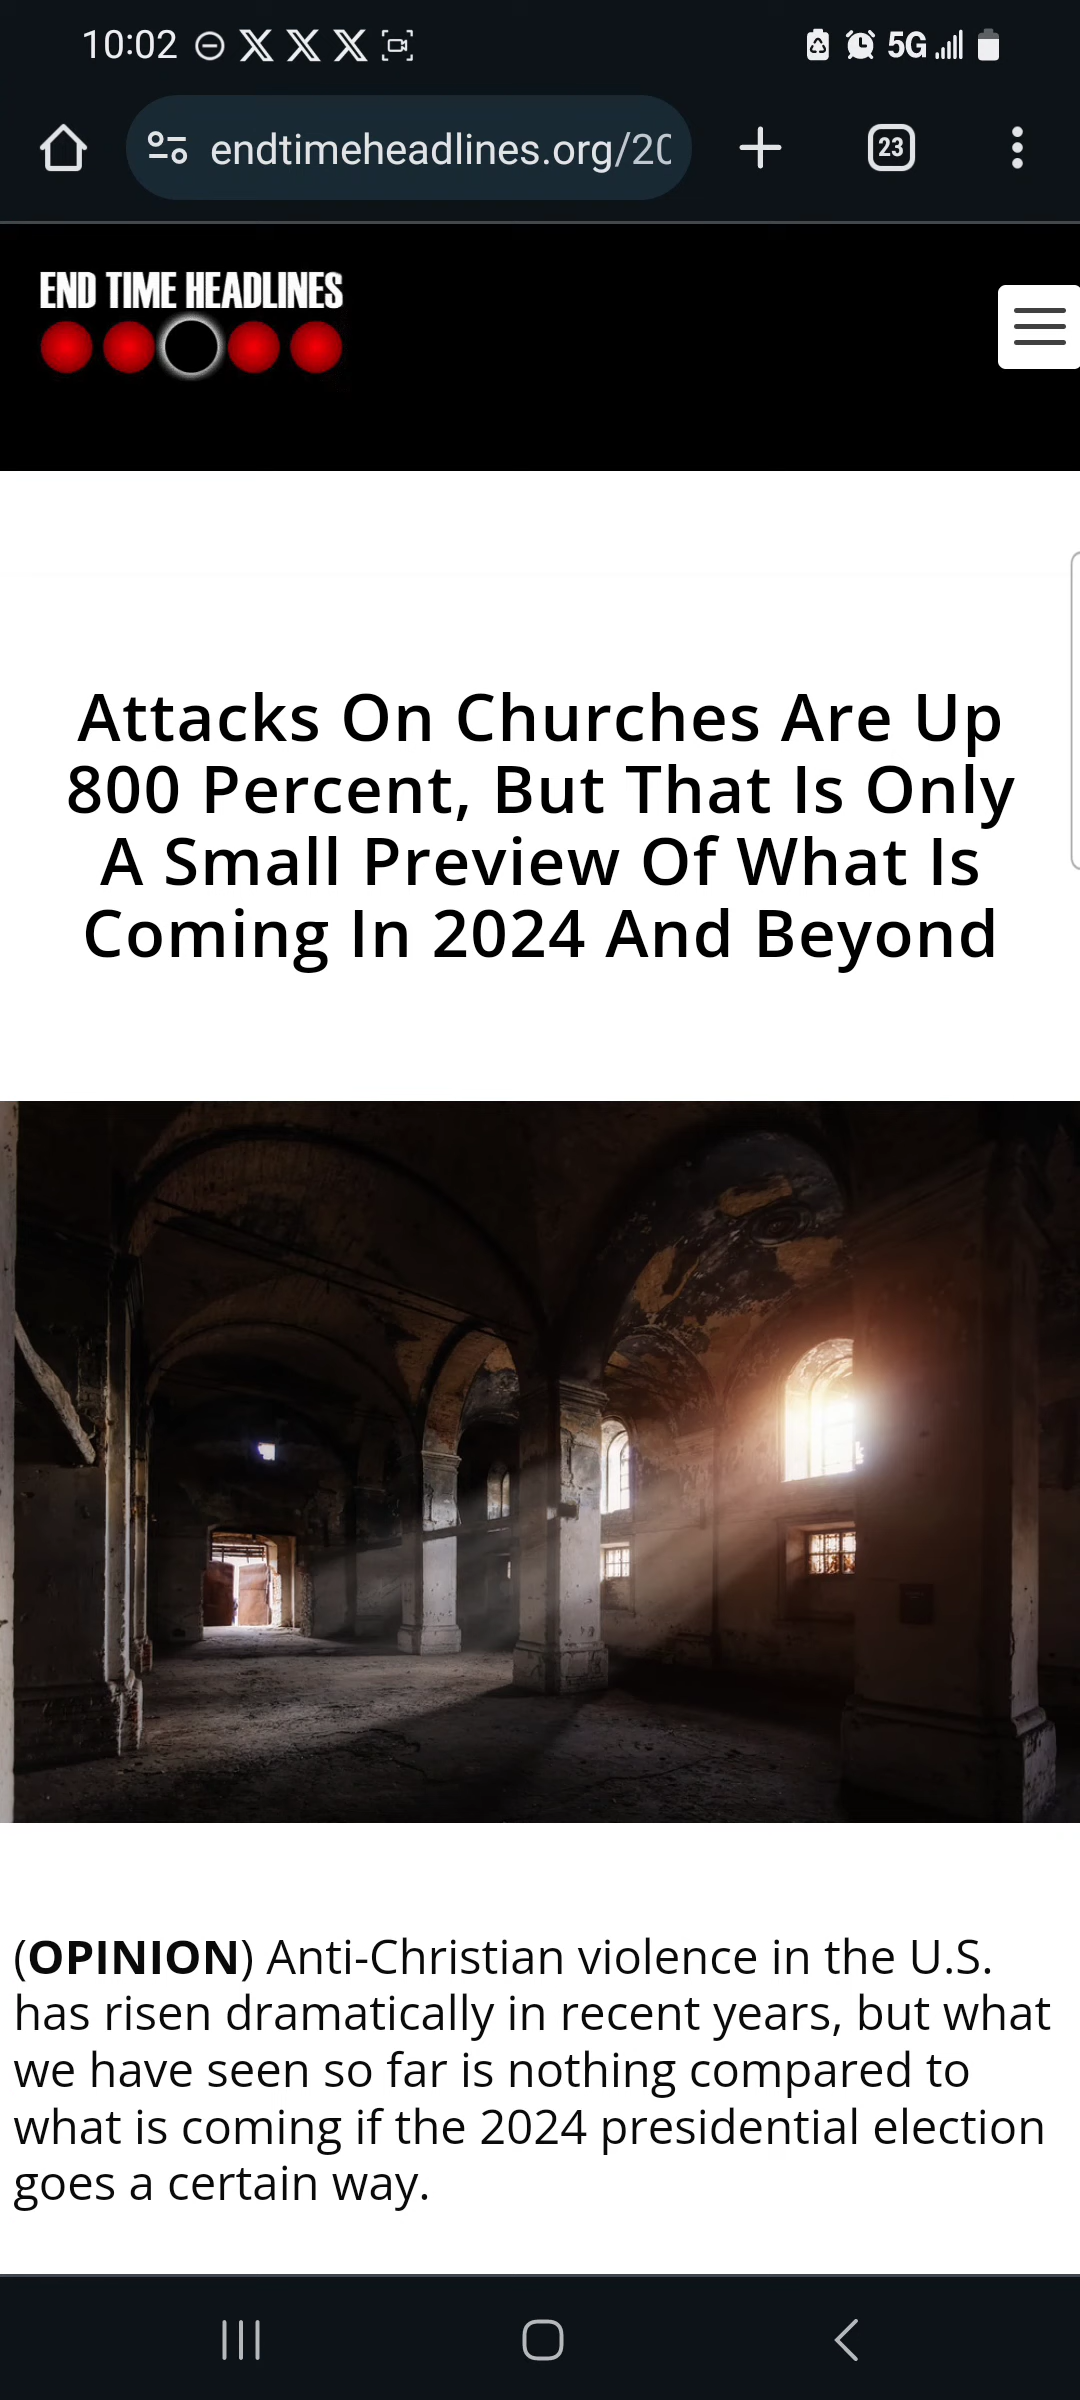 10:02
5G
endtimeheadlines.org/20
23
END TIME HEADLINES
Attacks On Churches Are Up
800 Percent, But That Is Only
A Small Preview Of What Is
Coming In 2024 And Beyond
(OPINION) Anti-Christian violence in the U.S.
has risen dramatically in recent years, but what
we have seen so far is nothing compared to
what is coming if the 2024 presidential election
goes a certain way.